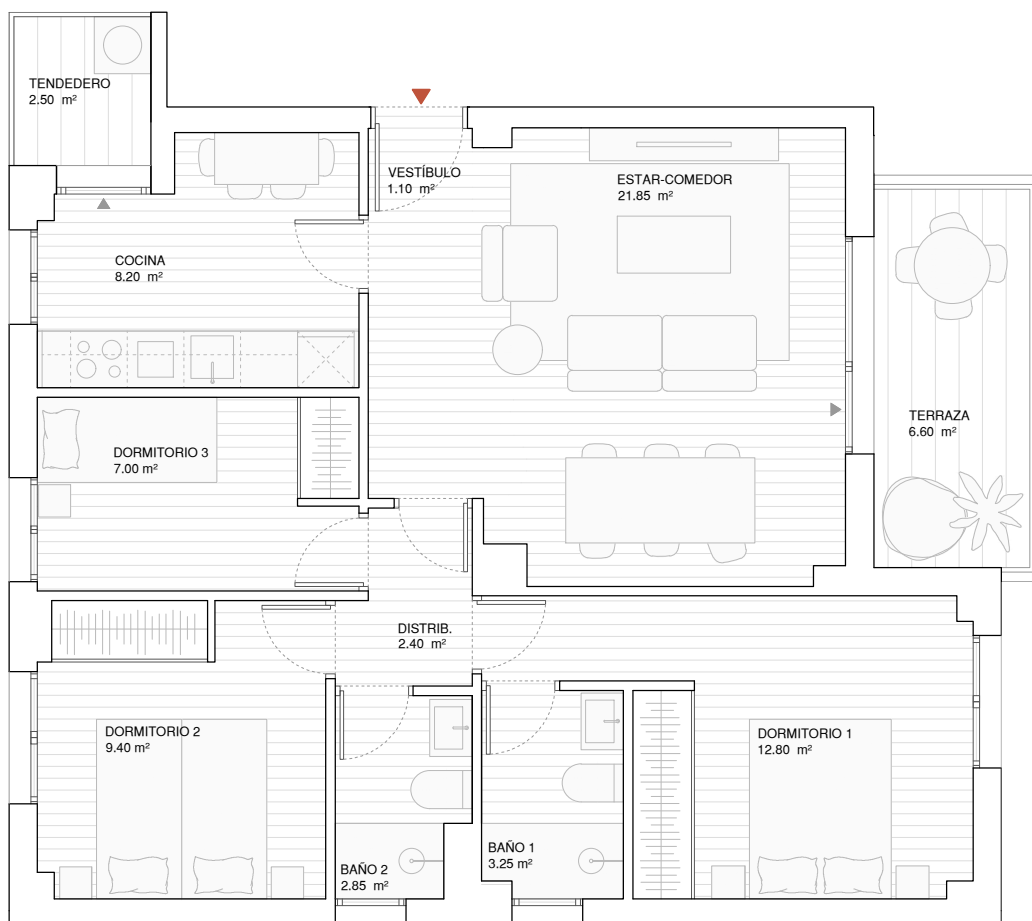 TENDEDERO
2.50 m²
VESTÍBULO
1.10 m²
ESTAR-COMEDOR
21.85 m²
COCINA
8.20 m²
TERRAZA
6.60 m²
DORMITORIO 3
7.00 m²
DISTRIB.
2.40 m²
DORMITORIO 2
9.40 m²
DORMITORIO 1
12.80 m²
BAÑO 1
3.25 m²
BAÑO 2
2.85 m²